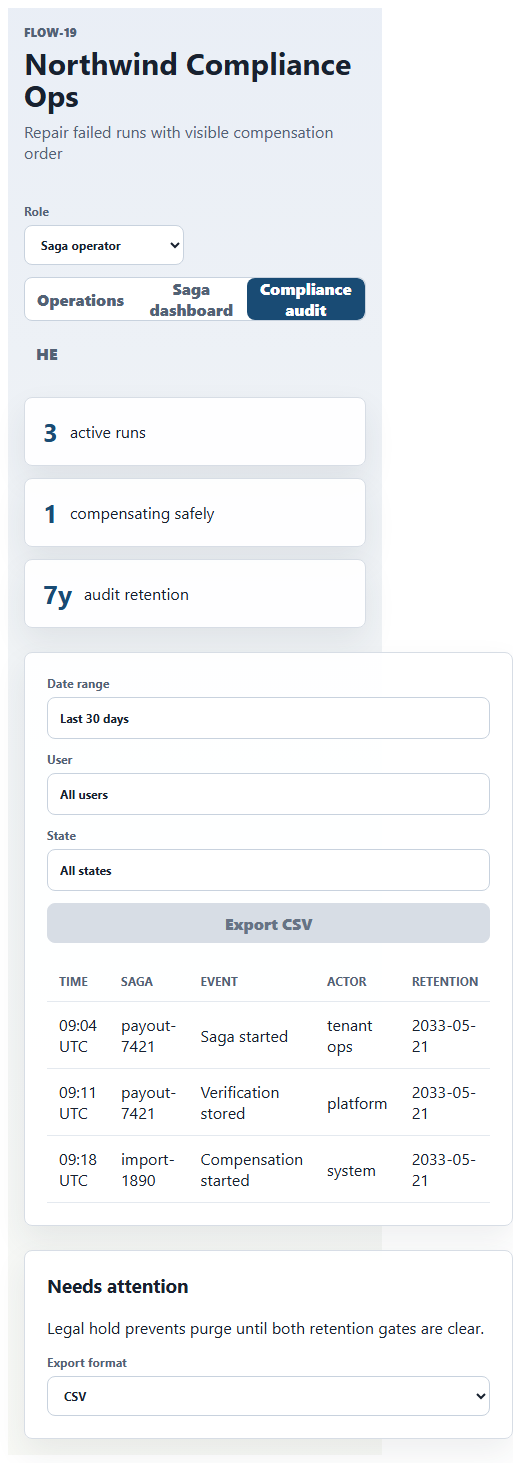 FLOW-19
Northwind Compliance
Ops
Repair failed runs with visible compensation
order
Role
Saga operator
Operations
Saga
dashboard
Compliance
audit
HE
3 active runs
1 compensating safely
7y audit retention
Date range
Last 30 days
User
All users
State
All states
Export CSV
TIME SAGA EVENT ACTOR RETENTION
09:04 payout- Saga started tenant 2033-05-
UTC 7421 ops 21
09:11 payout- Verification platform 2033-05-
UTC 7421 stored 21
09:18 import- Compensation system 2033-05-
UTC 1890 started 21
Needs attention
Legal hold prevents purge until both retention gates are clear.
Export format
CSV